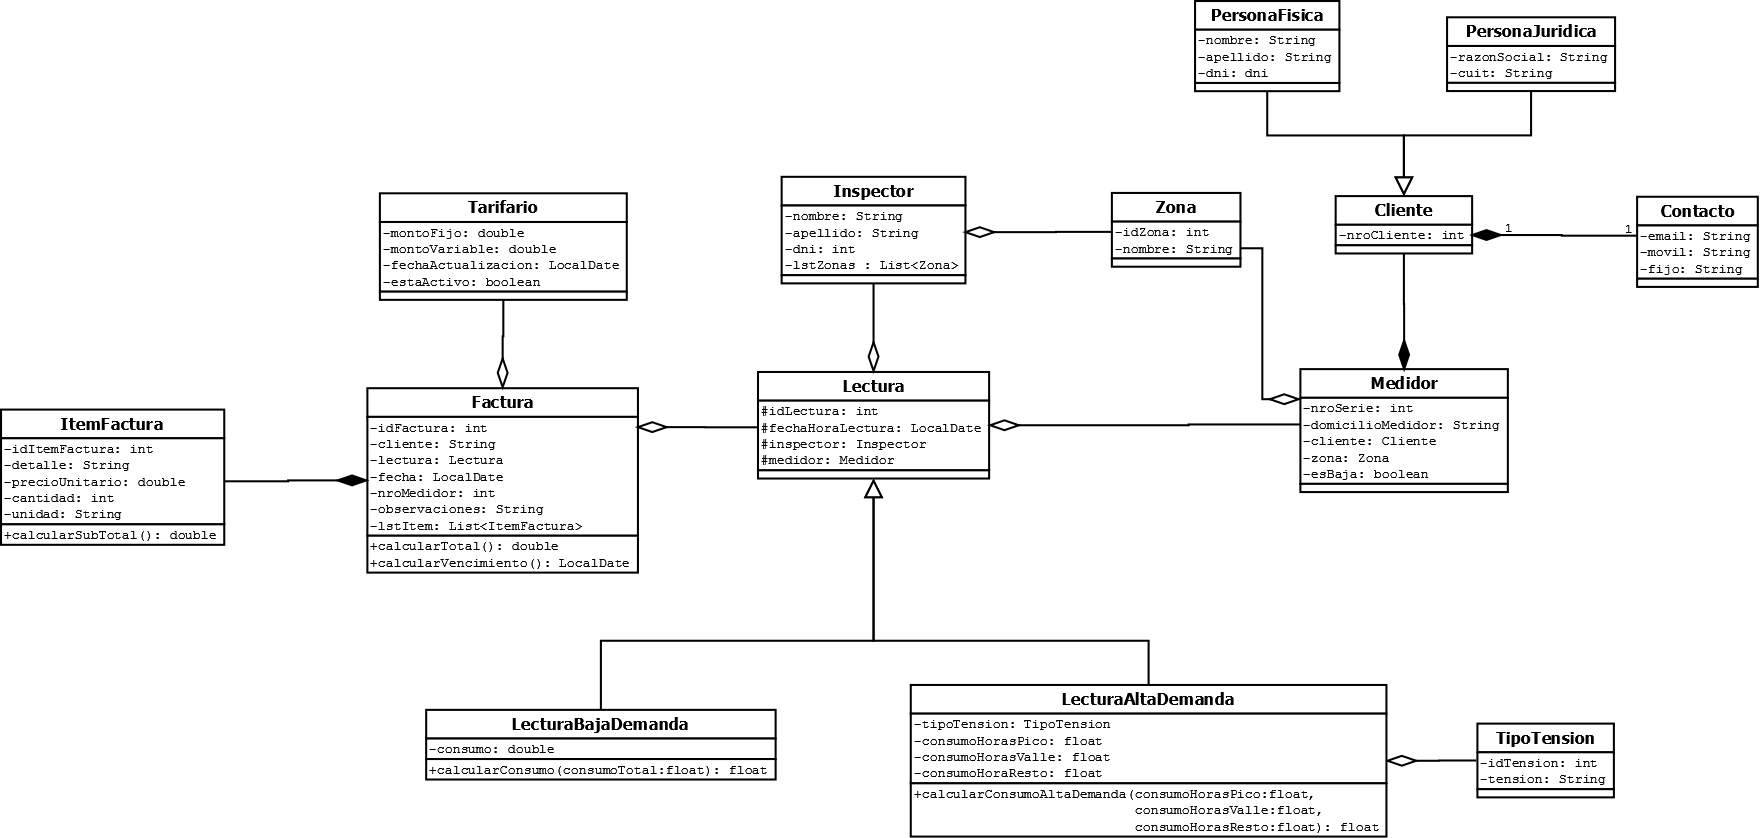 PersonaFisica
-nombre: String
-apellido: String
-dni: dni
PersonaJuridica
-razonSocial: String
-cuit: String
Tarifario
-montoFijo: double
-montoVariable: double
-fechaActualizacion: LocalDate
-estaActivo: boolean
Inspector
-nombre: String
-apellido: String
-dni: int
-lstZonas : List<Zona>
Zona
-idZona: int
-nombre: String
Cliente
-nroCliente: int
1
1
Contacto
-email: String
-movil: String
-fijo: String
ItemFactura
-idItemFactura: int
-detalle: String
-precioUnitario: double
-cantidad: int
-unidad: String
+calcularSubTotal(): double
Factura
-idFactura: int
-cliente: String
-lectura: Lectura
-fecha: LocalDate
-nroMedidor: int
-observaciones: String
-lstItem: List<ItemFactura>
+calcularTotal(): double
+calcularVencimiento(): LocalDate
Lectura
#idLectura: int
#fechaHoraLectura: LocalDate
#inspector: Inspector
#medidor: Medidor
Medidor
-nroSerie: int
-domicilioMedidor: String
-cliente: Cliente
-zona: Zona
-esBaja: boolean
LecturaBajaDemanda
-consumo: double
+calcularConsumo(consumoTotal:float): float
LecturaAltaDemanda
-tipoTension: TipoTension
-consumoHorasPico: float
-consumoHorasValle: float
-consumoHoraResto: float
+calcularConsumoAltaDemanda(consumoHorasPico:float,
consumoHorasValle:float,
consumoHorasResto:float): float
TipoTension
-idTension: int
-tension: String